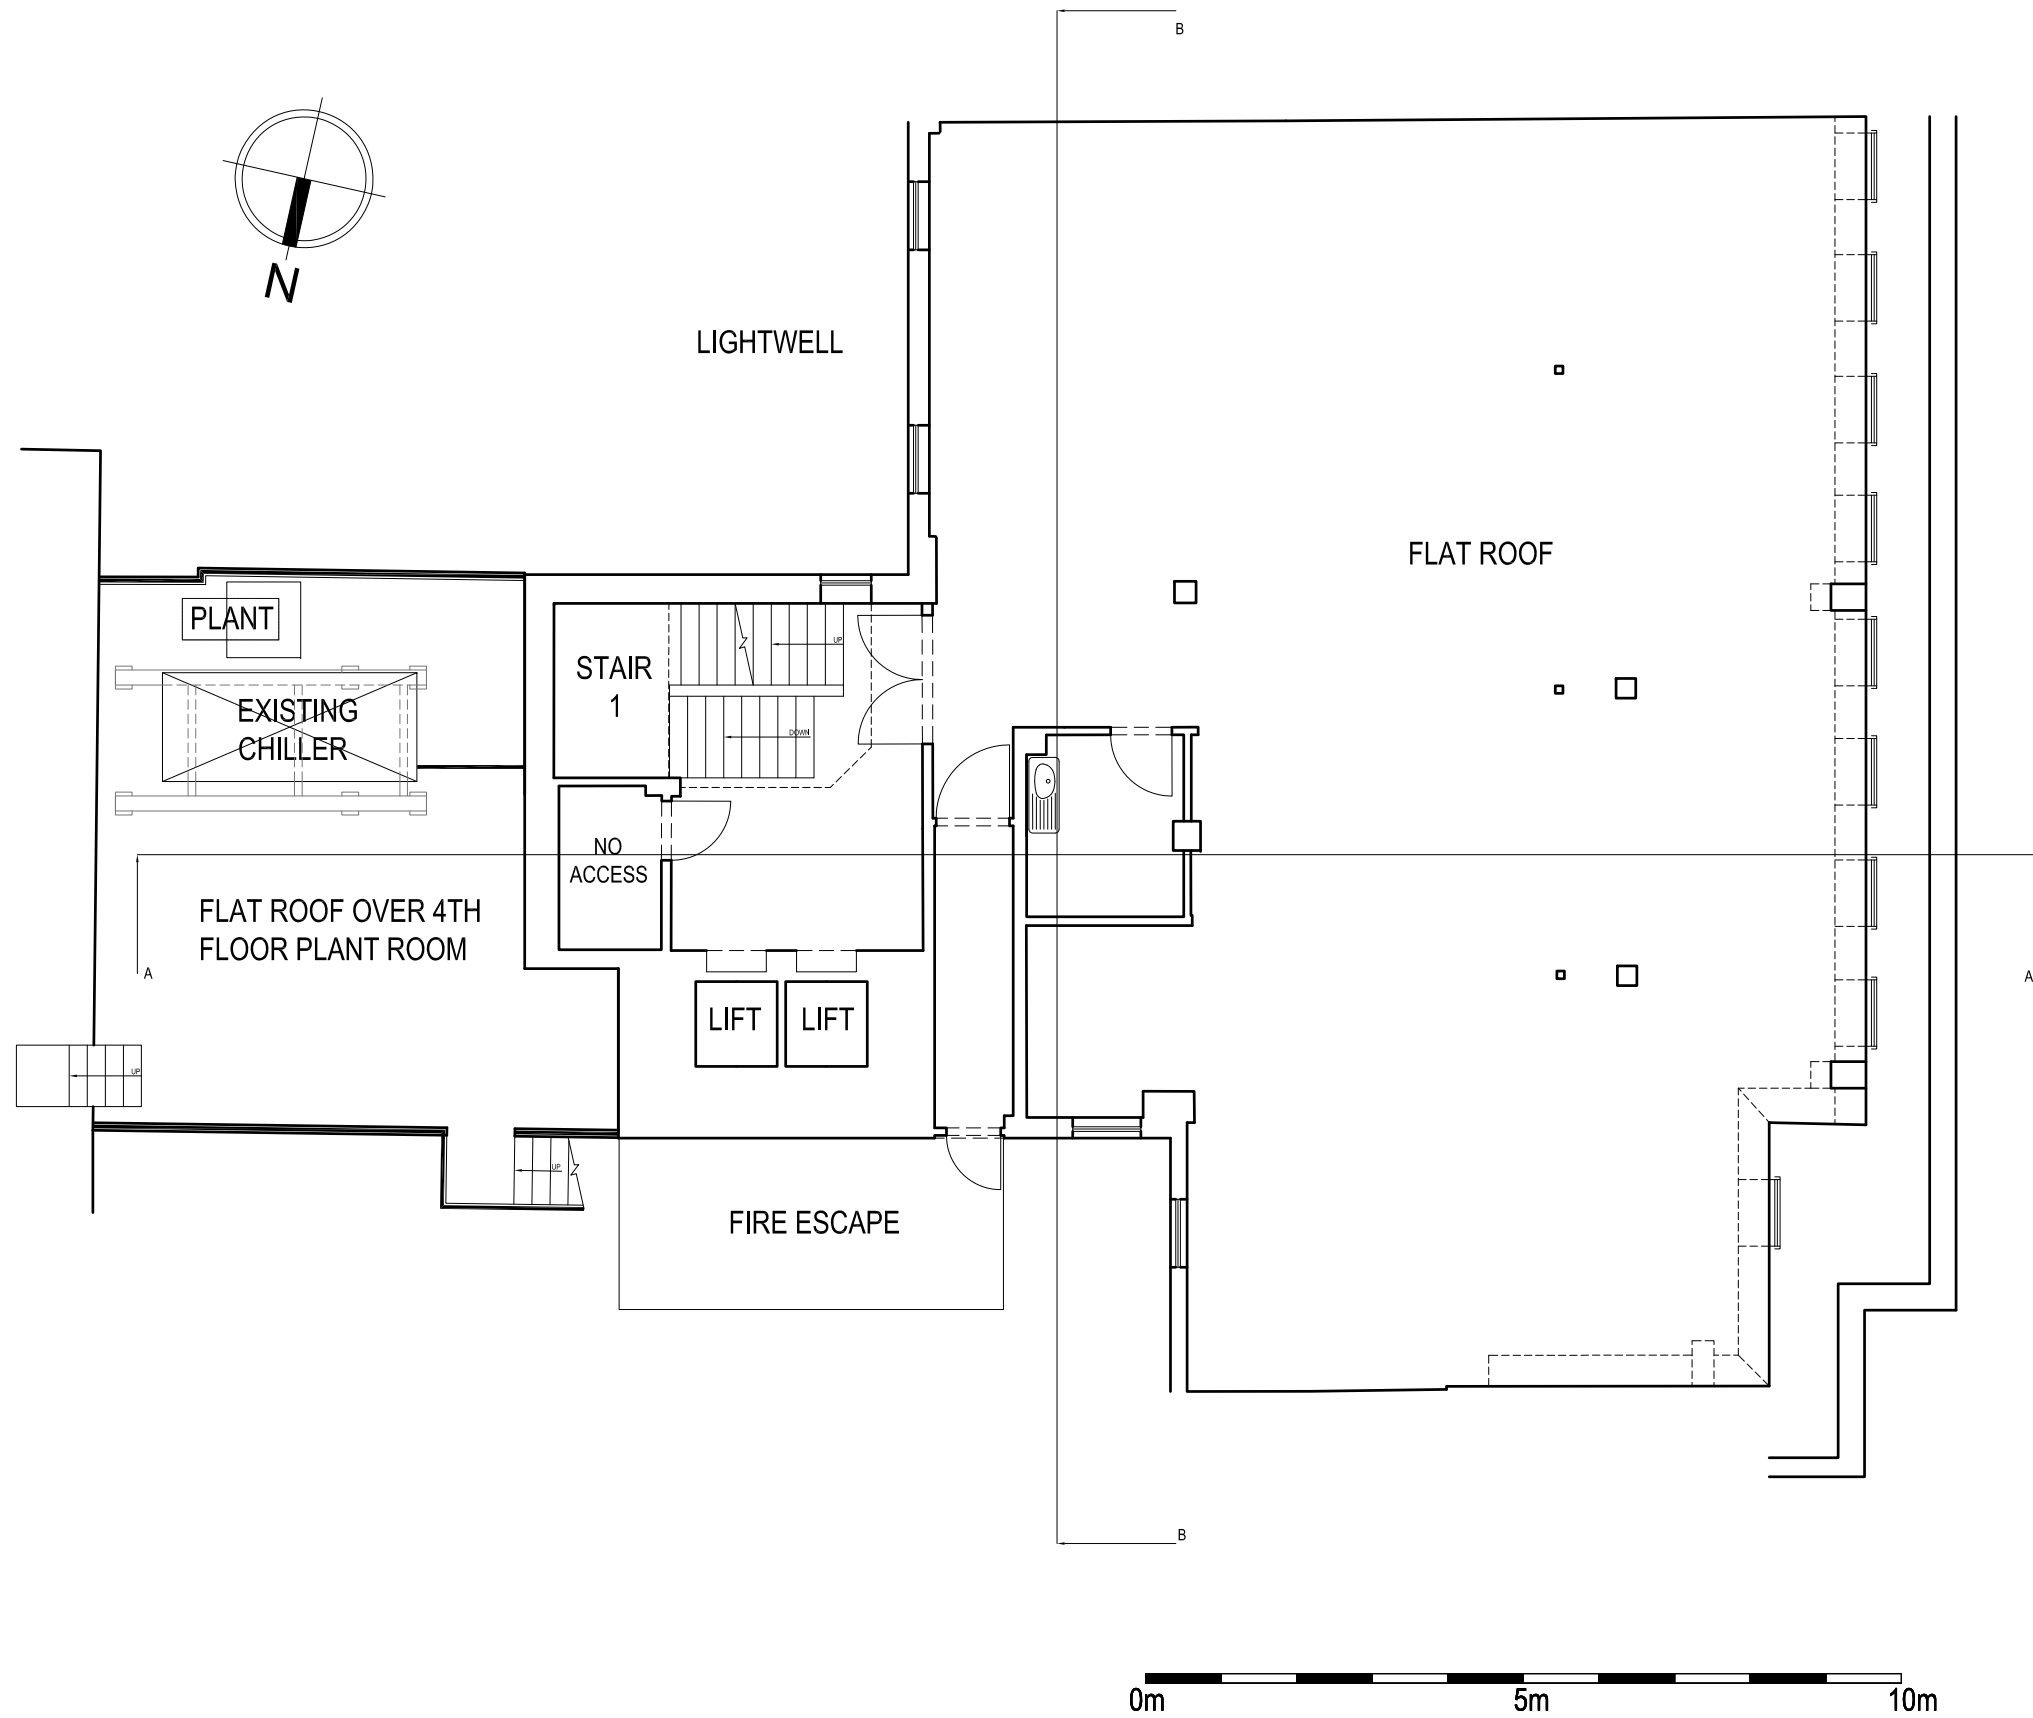 B
N
LIGHTWELL
FLAT ROOF
PLANT
STAIR
1
UP
EXISTING
CHILLER
DOWN
NO
ACCESS
FLAT ROOF OVER 4TH
FLOOR PLANT ROOM
A
A
LIFT
LIFT
UP
UP
FIRE ESCAPE
B
0m
5m
10m